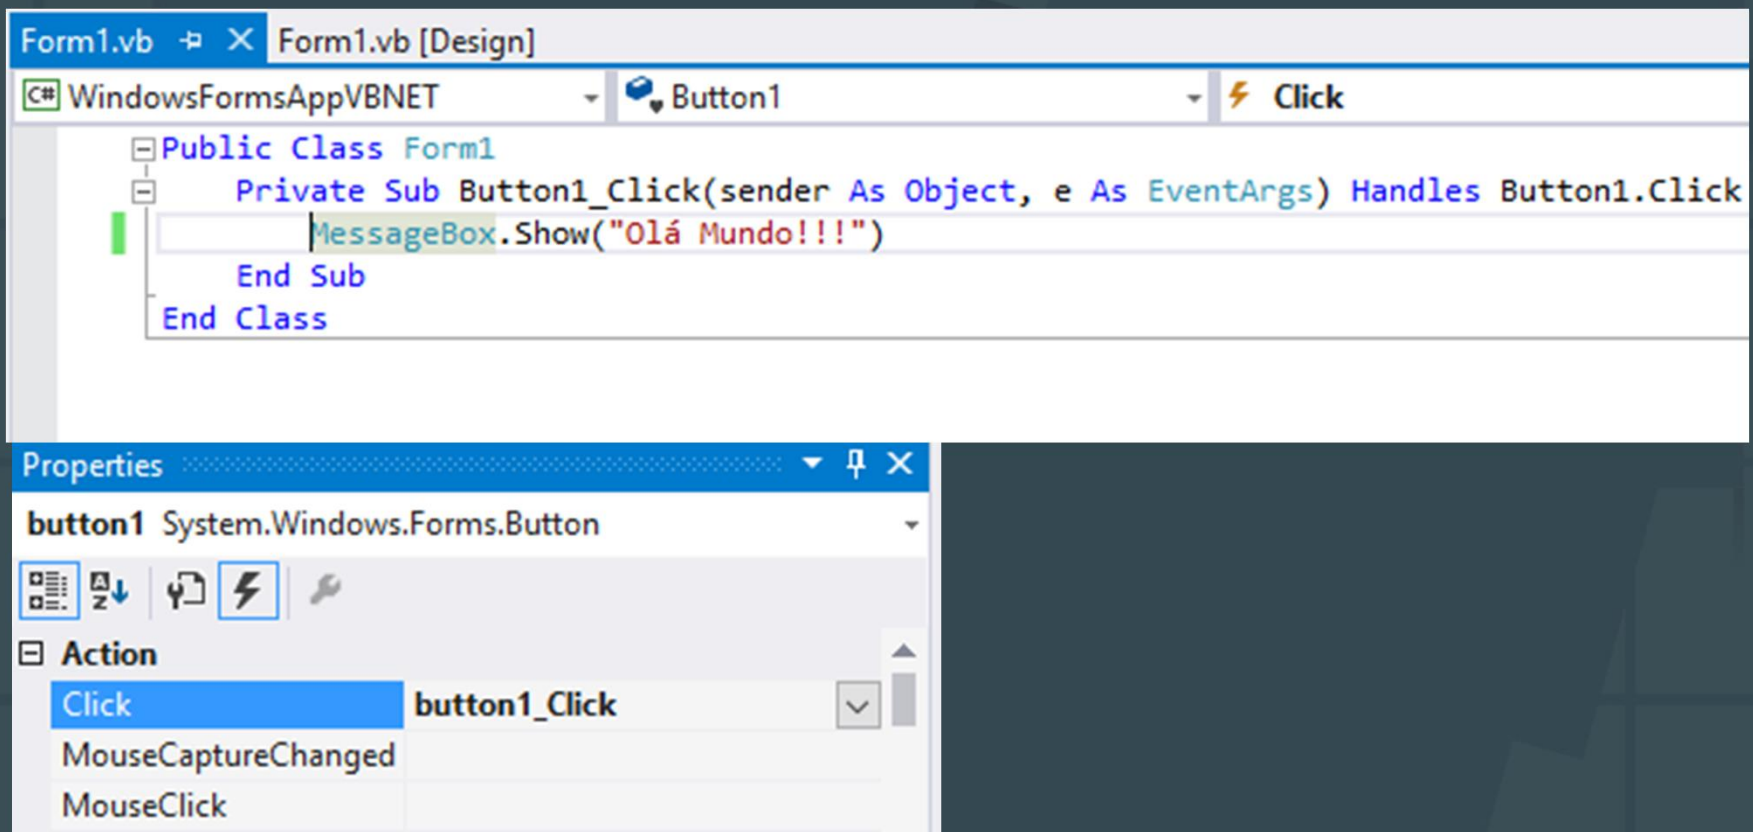 Form1.vb Form1.vb [Design]
C# WindowsFormsAppVBNET Button1 Click
Public Class Form1
Private Sub Button1_Click(sender As Object, e As EventArgs) Handles Button1.Click
MessageBox.Show("Olá Mundo!!!")
End Sub
End Class
Properties
button1 System.Windows.Forms.Button
AZ
Action
Click button1_Click
MouseCaptureChanged
MouseClick